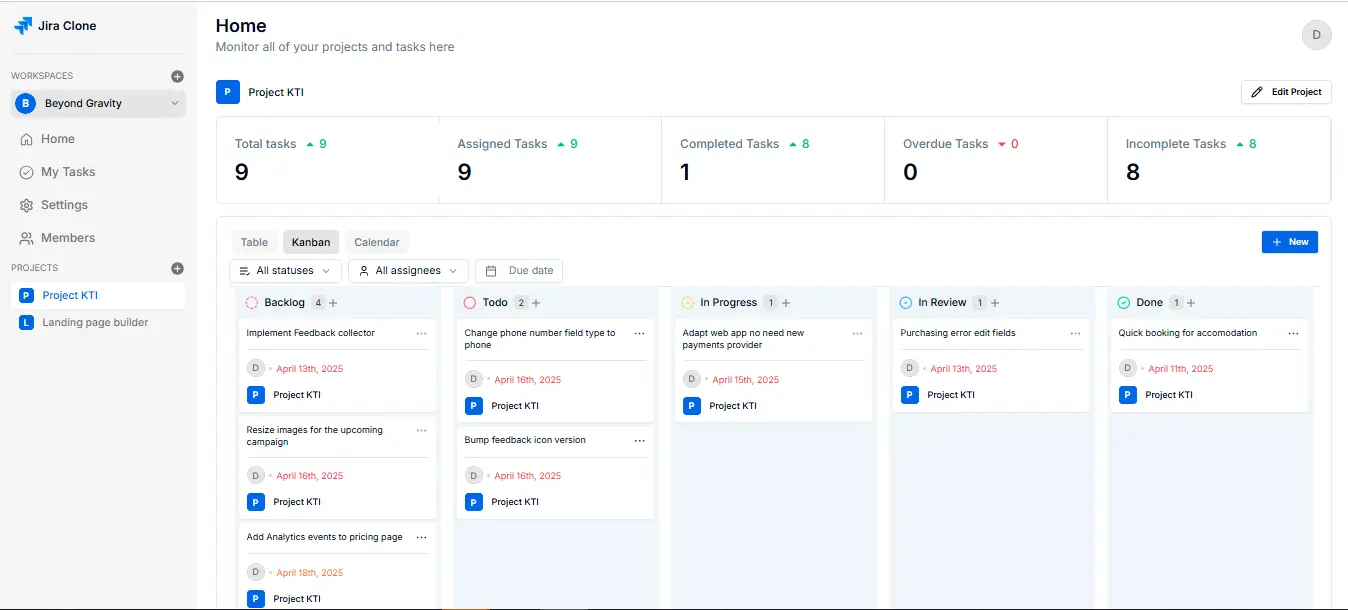 Jira Clone
WORKSPACES
B Beyond Gravity
Home
My Tasks
Settings
Members
PROJECTS
P Project KTI
L Landing page builder
Home
Monitor all of your projects and tasks here
D
P Project KTI
Edit Project
Total tasks 9
9
Assigned Tasks 9
9
Completed Tasks 8
1
Overdue Tasks 0
0
Incomplete Tasks 8
8
Table Kanban Calendar
+ New
All statuses All assignees Due date
Backlog 4 +
Implement Feedback collector ...
D • April 13th, 2025
P Project KTI
Resize images for the upcoming ...
campaign
D • April 16th, 2025
P Project KTI
Add Analytics events to pricing page ...
D • April 18th, 2025
P Project KTI
Todo 2 +
Change phone number field type to ...
phone
D • April 16th, 2025
P Project KTI
Bump feedback icon version ...
D • April 16th, 2025
P Project KTI
In Progress 1 +
Adapt web app no need new ...
payments provider
D • April 15th, 2025
P Project KTI
In Review 1 +
Purchasing error edit fields ...
D • April 13th, 2025
P Project KTI
Done 1 +
Quick booking for accomodation ...
D • April 11th, 2025
P Project KTI